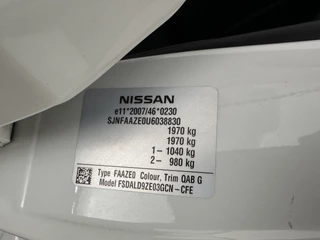 NISSAN
e11*2007/46*0230
SJNFAAZE0U6038830
1970 kg
1970 kg
1- 1040 kg
2- 980 kg
Type FAAZE0 Colour, Trim QAB G
Model FSDALD9ZE03GCN-CFE